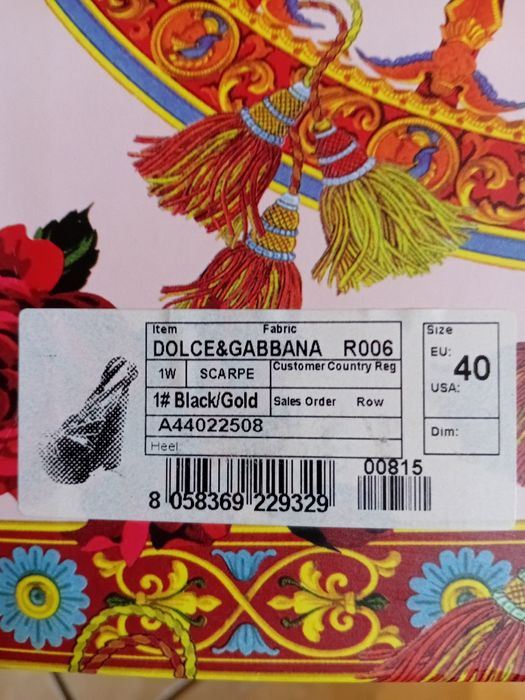 Item Fabric
DOLCE&GABBANA R006
1W SCARPE Customer Country Reg
1# Black/Gold Sales Order Row
A44022508
Heel:
Size
EU: 40
USA:
Dim:
00815
8 058369 229329